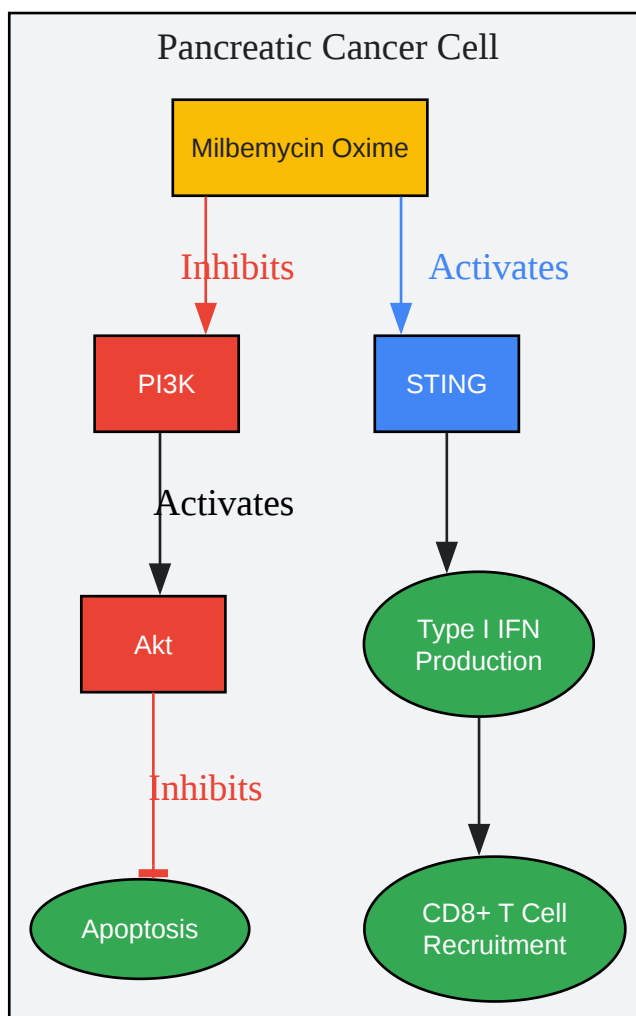 Pancreatic Cancer Cell
Milbemycin Oxime
Inhibits
Activates
PI3K
STING
Activates
Akt
Type I IFN
Production
Inhibits
Apoptosis
CD8+ T Cell
Recruitment